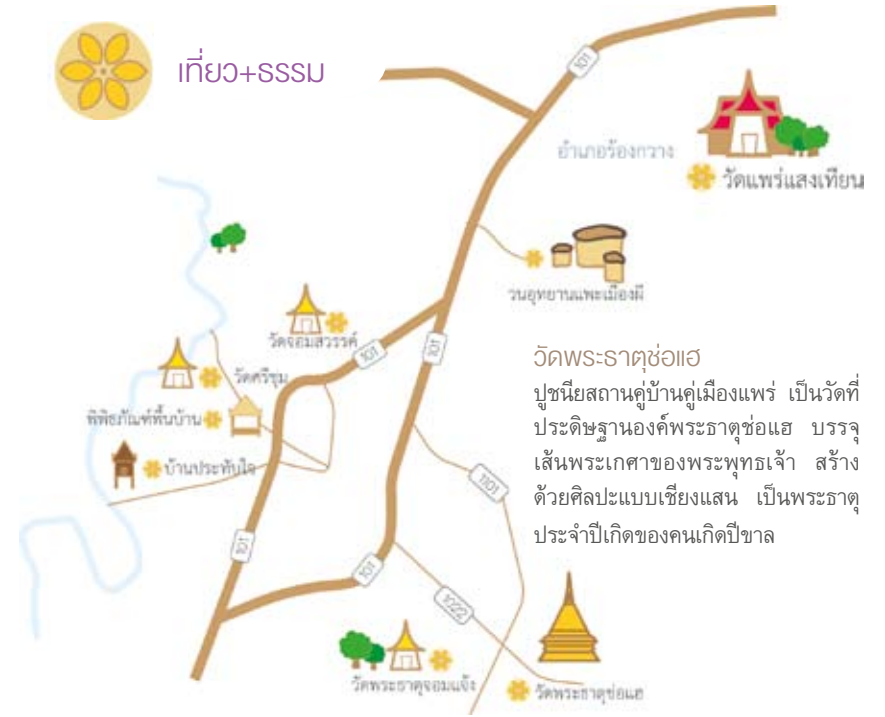 เที่ยว+ธรรม
101
อำเภอร้องกวาง
วัดแพร่แสงเทียน
วนอุทยานแพะเมืองผี
วัดจอมสวรรค์
101
101
วัดศรีชุม
พิพิธภัณฑ์พื้นบ้าน
บ้านประทับใจ
วัดพระธาตุช่อแฮ
ปูชนียสถานคู่บ้านคู่เมืองแพร่ เป็นวัดที่
ประดิษฐานองค์พระธาตุช่อแฮ บรรจุ
เส้นพระเกศาของพระพุทธเจ้า สร้าง
ด้วยศิลปะแบบเชียงแสน เป็นพระธาตุ
ประจำปีเกิดของคนเกิดปีขาล
1101
101
101
1022
วัดพระธาตุจอมแจ้ง
วัดพระธาตุช่อแฮ